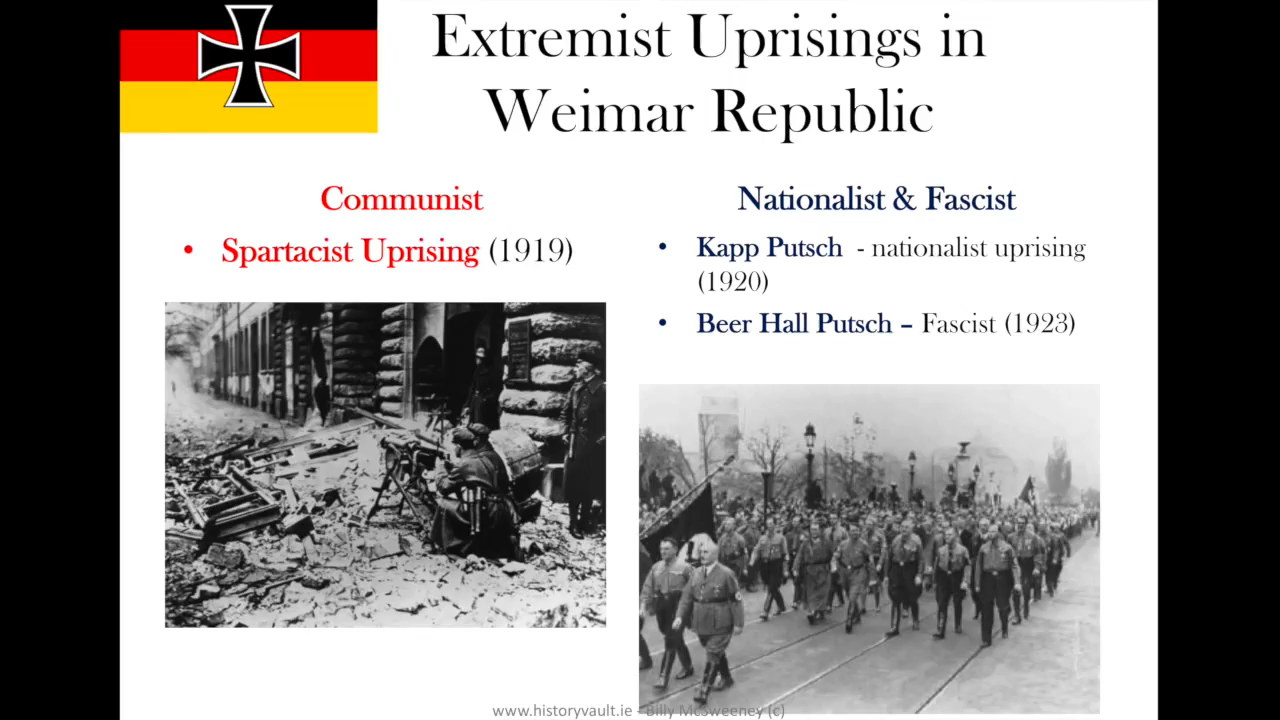 Extremist Uprisings in
Weimar Republic
Communist
• Spartacist Uprising (1919)
Nationalist & Fascist
• Kapp Putsch - nationalist uprising
(1920)
• Beer Hall Putsch – Fascist (1923)
www.historyvault.ie - Billy McSweeney (c)